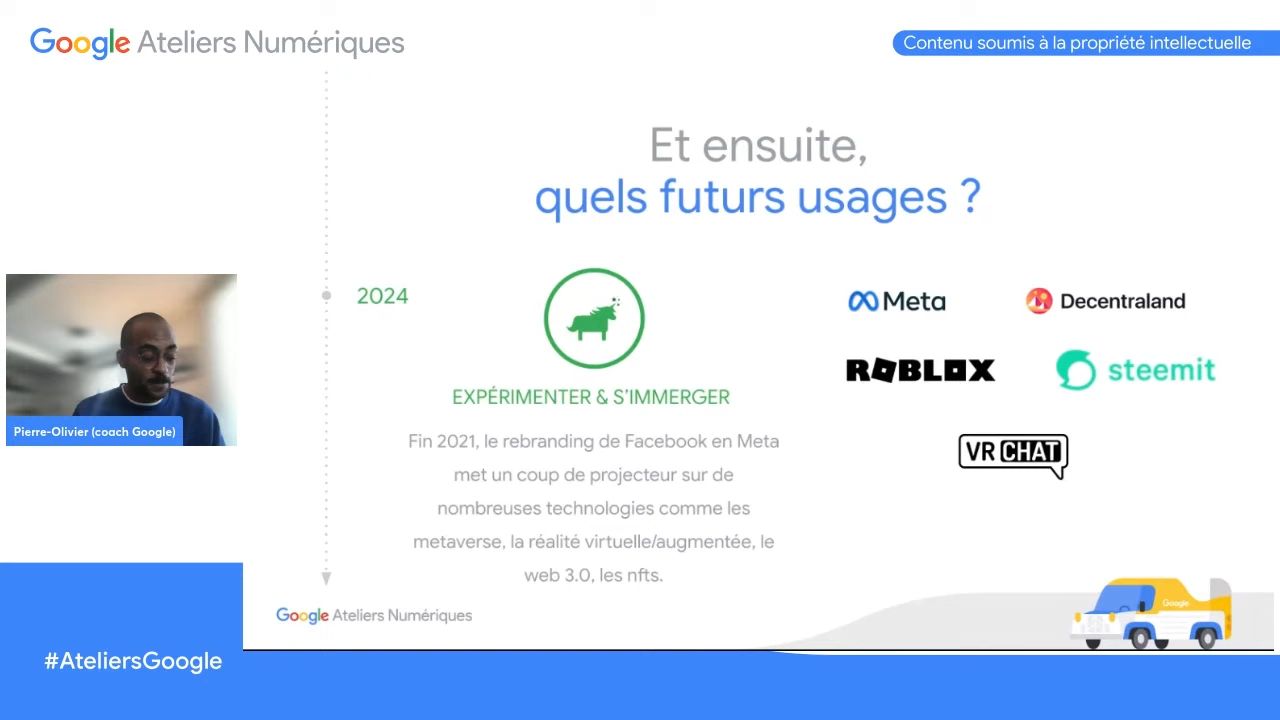 Google Ateliers Numériques
Contenu soumis à la propriété intellectuelle
Et ensuite,
quels futurs usages ?
2024
EXPÉRIMENTER & S'IMMERGER
Fin 2021, le rebranding de Facebook en Meta
met un coup de projecteur sur de
nombreuses technologies comme les
metaverse, la réalité virtuelle/augmentée, le
web 3.0, les nfts.
Meta
Decentraland
ROBLOX
steemit
VR CHAT
Pierre-Olivier (coach Google)
Google Ateliers Numériques
Google
#AteliersGoogle